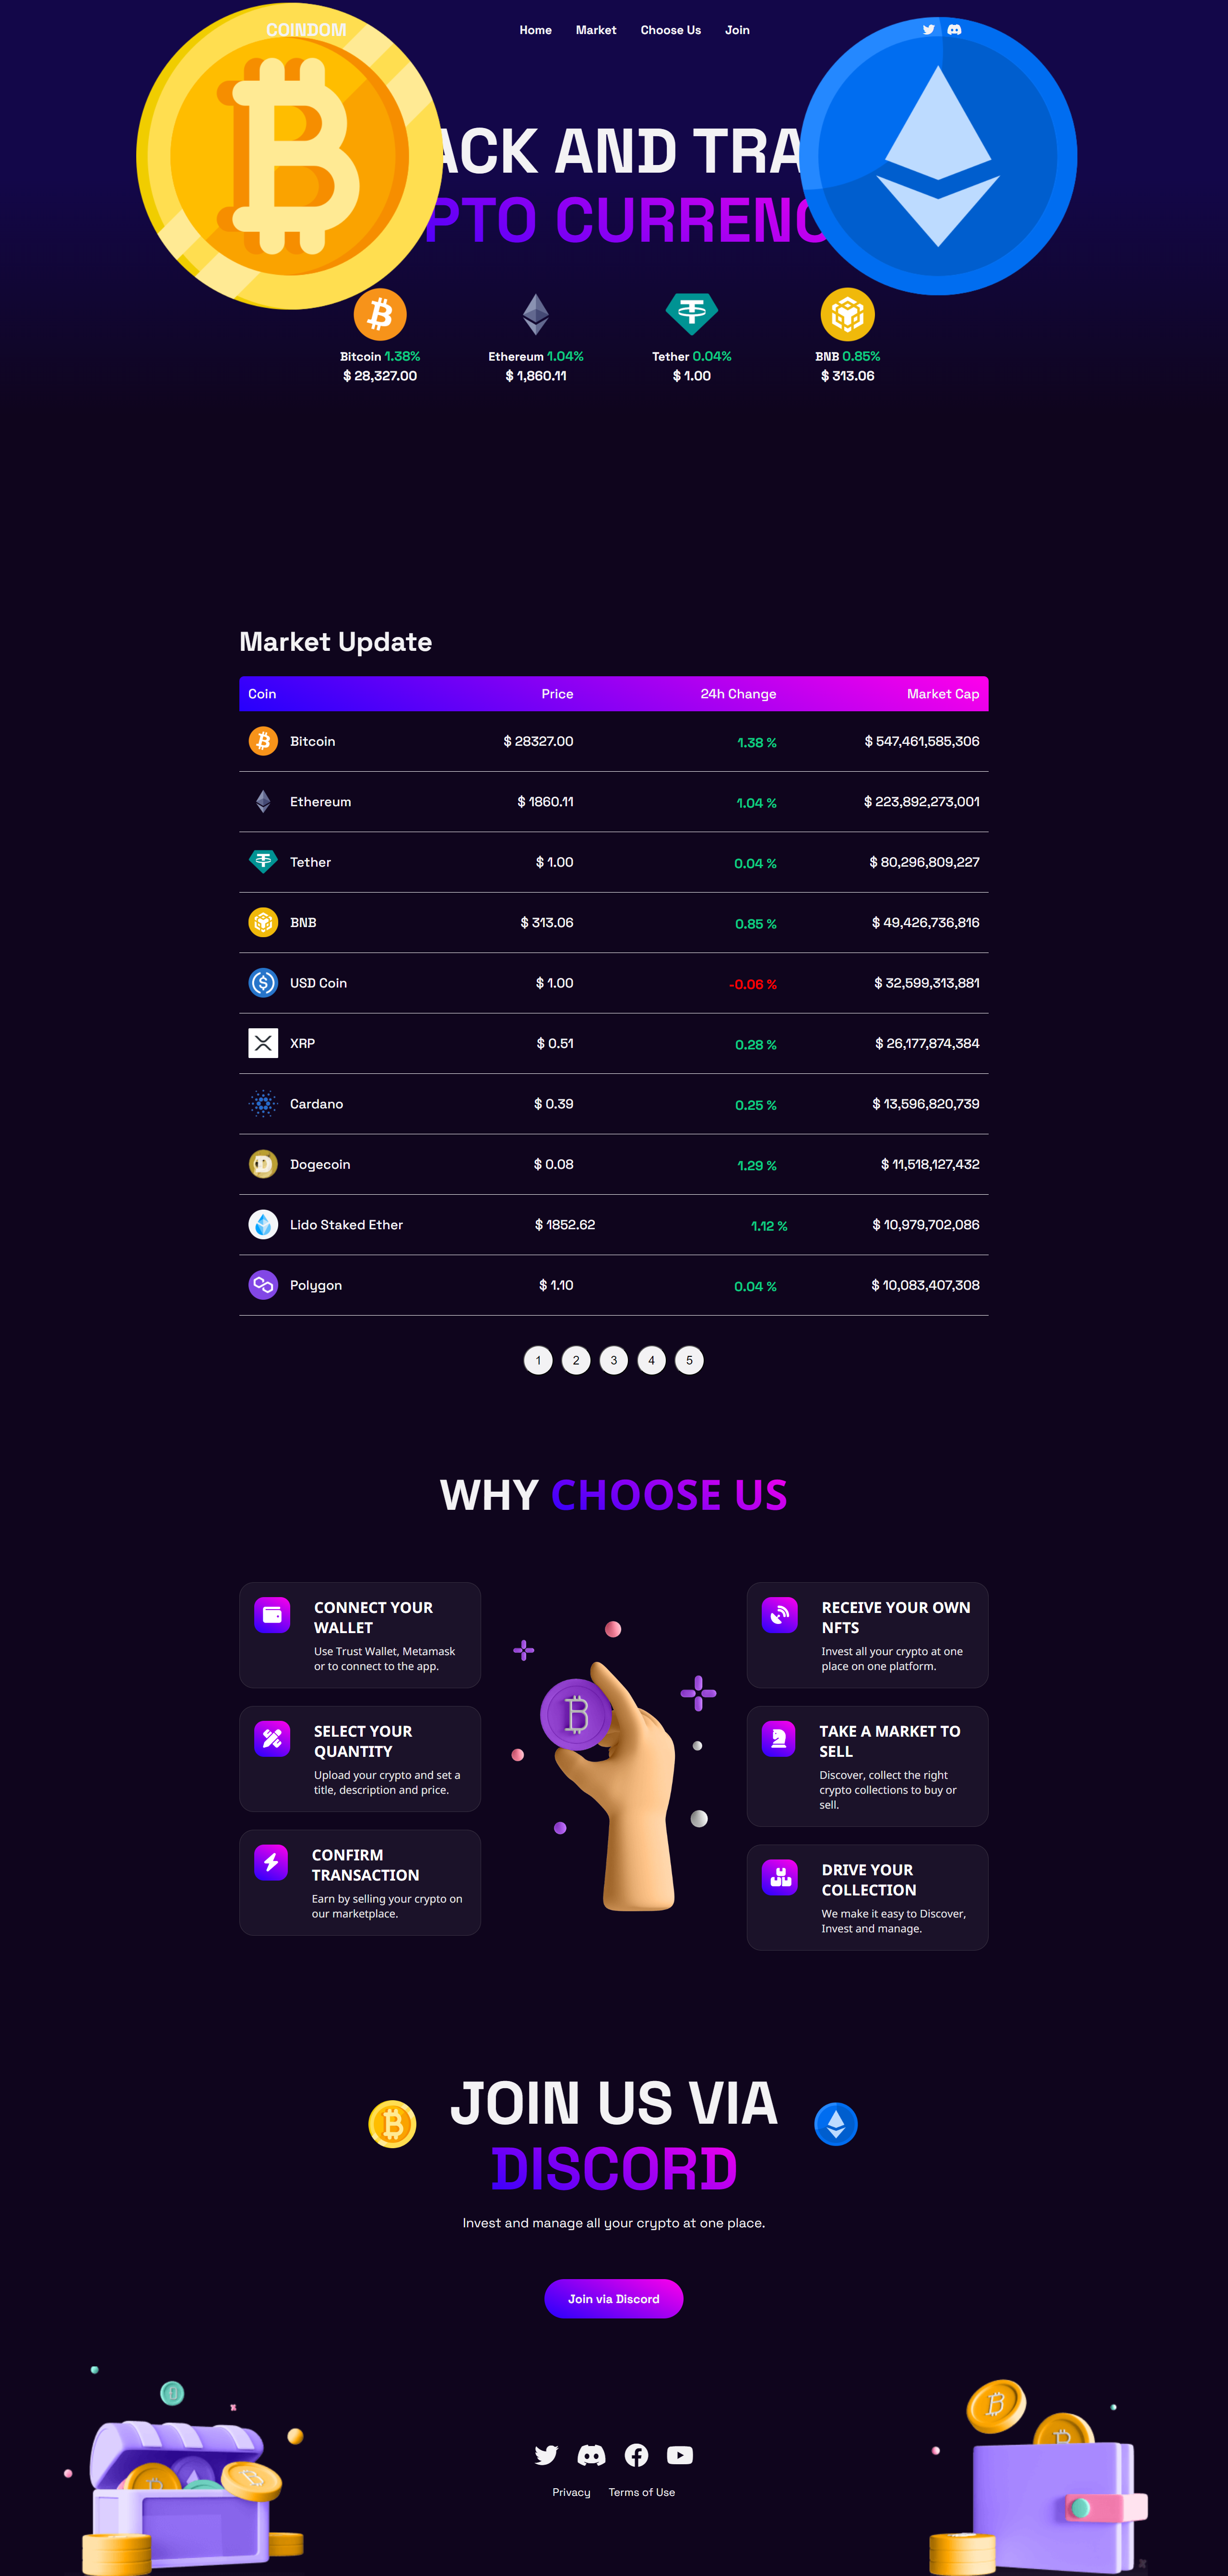 COINDOM
Home Market Choose Us Join
ACK AND TRA
PTO CURRENC
Bitcoin 1.38%
$ 28,327.00
Ethereum 1.04%
$ 1,860.11
Tether 0.04%
$ 1.00
BNB 0.85%
$ 313.06
Market Update
Coin Price 24h Change Market Cap
Bitcoin $ 28327.00 1.38 % $ 547,461,585,306
Ethereum $ 1860.11 1.04 % $ 223,892,273,001
Tether $ 1.00 0.04 % $ 80,296,809,227
BNB $ 313.06 0.85 % $ 49,426,736,816
USD Coin $ 1.00 -0.06 % $ 32,599,313,881
XRP $ 0.51 0.28 % $ 26,177,874,384
Cardano $ 0.39 0.25 % $ 13,596,820,739
Dogecoin $ 0.08 1.29 % $ 11,518,127,432
Lido Staked Ether $ 1852.62 1.12 % $ 10,979,702,086
Polygon $ 1.10 0.04 % $ 10,083,407,308
1 2 3 4 5
WHY CHOOSE US
CONNECT YOUR
WALLET
Use Trust Wallet, Metamask
or to connect to the app.
SELECT YOUR
QUANTITY
Upload your crypto and set a
title, description and price.
CONFIRM
TRANSACTION
Earn by selling your crypto on
our marketplace.
RECEIVE YOUR OWN
NFTS
Invest all your crypto at one
place on one platform.
TAKE A MARKET TO
SELL
Discover, collect the right
crypto collections to buy or
sell.
DRIVE YOUR
COLLECTION
We make it easy to Discover,
Invest and manage.
JOIN US VIA
DISCORD
Invest and manage all your crypto at one place.
Join via Discord
Privacy Terms of Use